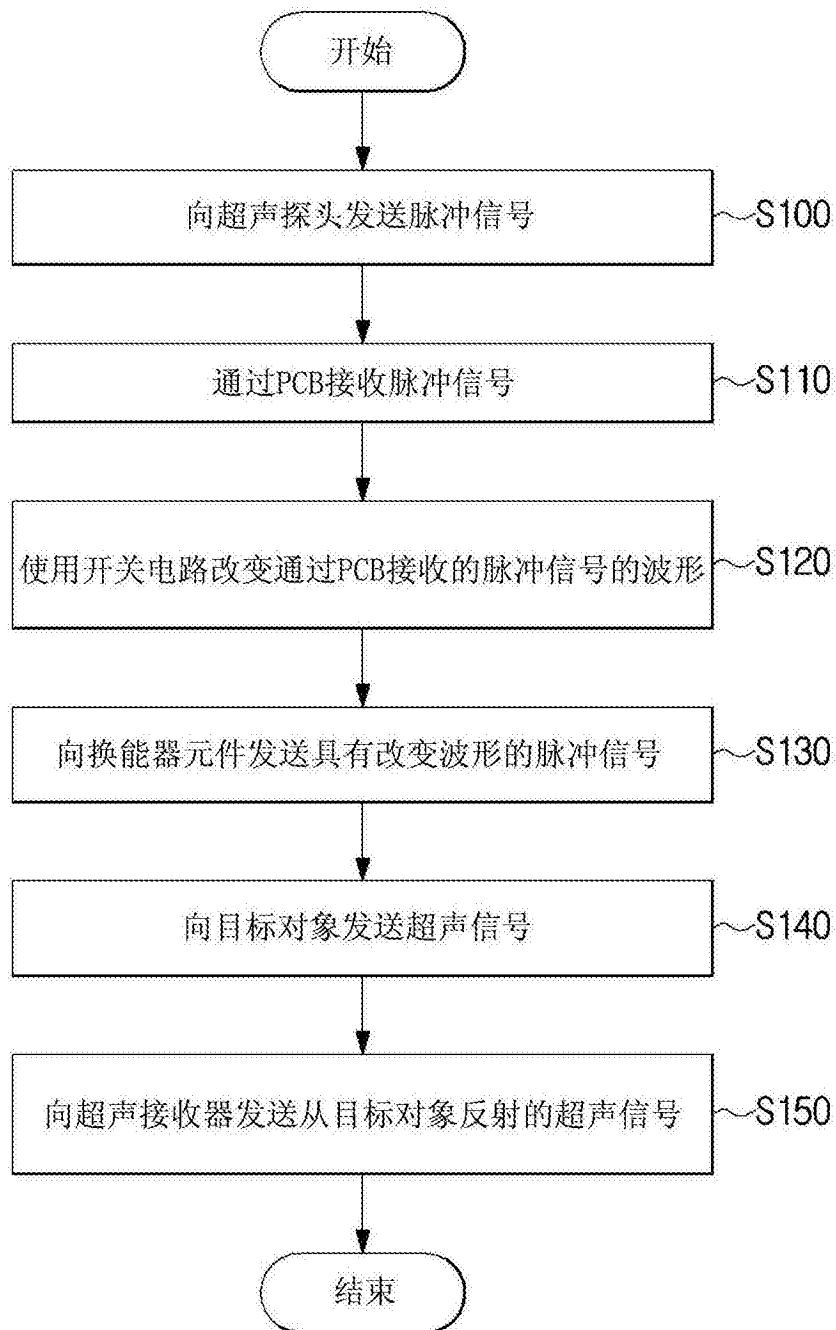 开始
向超声探头发送脉冲信号
S100
通过PCB接收脉冲信号
S110
使用开关电路改变通过PCB接收的脉冲信号的波形
S120
向换能器元件发送具有改变波形的脉冲信号
S130
向目标对象发送超声信号
S140
向超声接收器发送从目标对象反射的超声信号
S150
结束